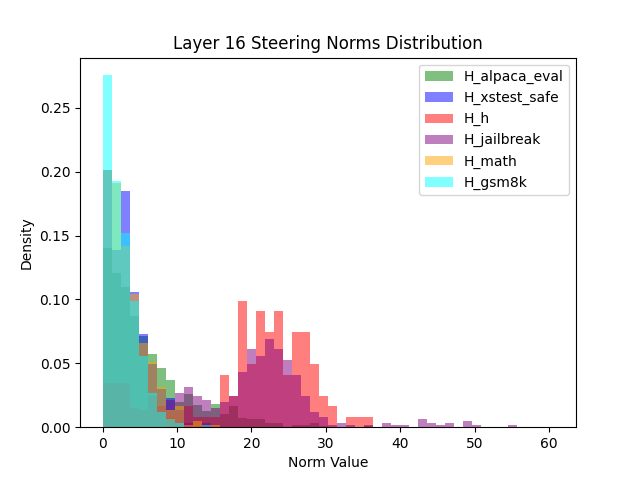 Layer 16 Steering Norms Distribution
H_alpaca_eval
H_xstest_safe
H_h
H_jailbreak
H_math
H_gsm8k
Density
0.25
0.20
0.15
0.10
0.05
0.00
0 10 20 30 40 50 60
Norm Value